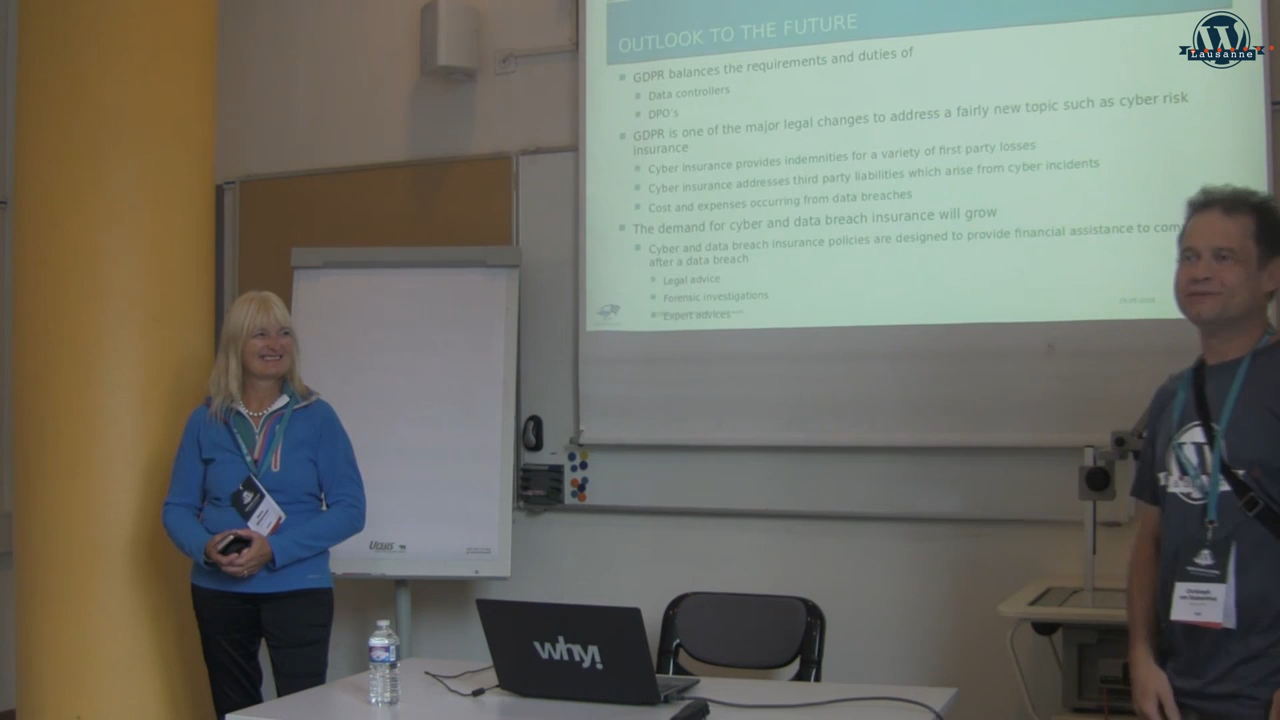 OUTLOOK TO THE FUTURE
GDPR balances the requirements and duties of
Data controllers
DPO's
GDPR is one of the major legal changes to address a fairly new topic such as cyber risk
insurance
Cyber insurance provides indemnities for a variety of first party losses
Cyber insurance addresses third party liabilities which arise from cyber incidents
Cost and expenses occurring from data breaches
The demand for cyber and data breach insurance will grow
Cyber and data breach insurance policies are designed to provide financial assistance to com
after a data breach
Legal advice
Forensic investigations
Expert advices
W
Lausanne
why!
W
Christoph